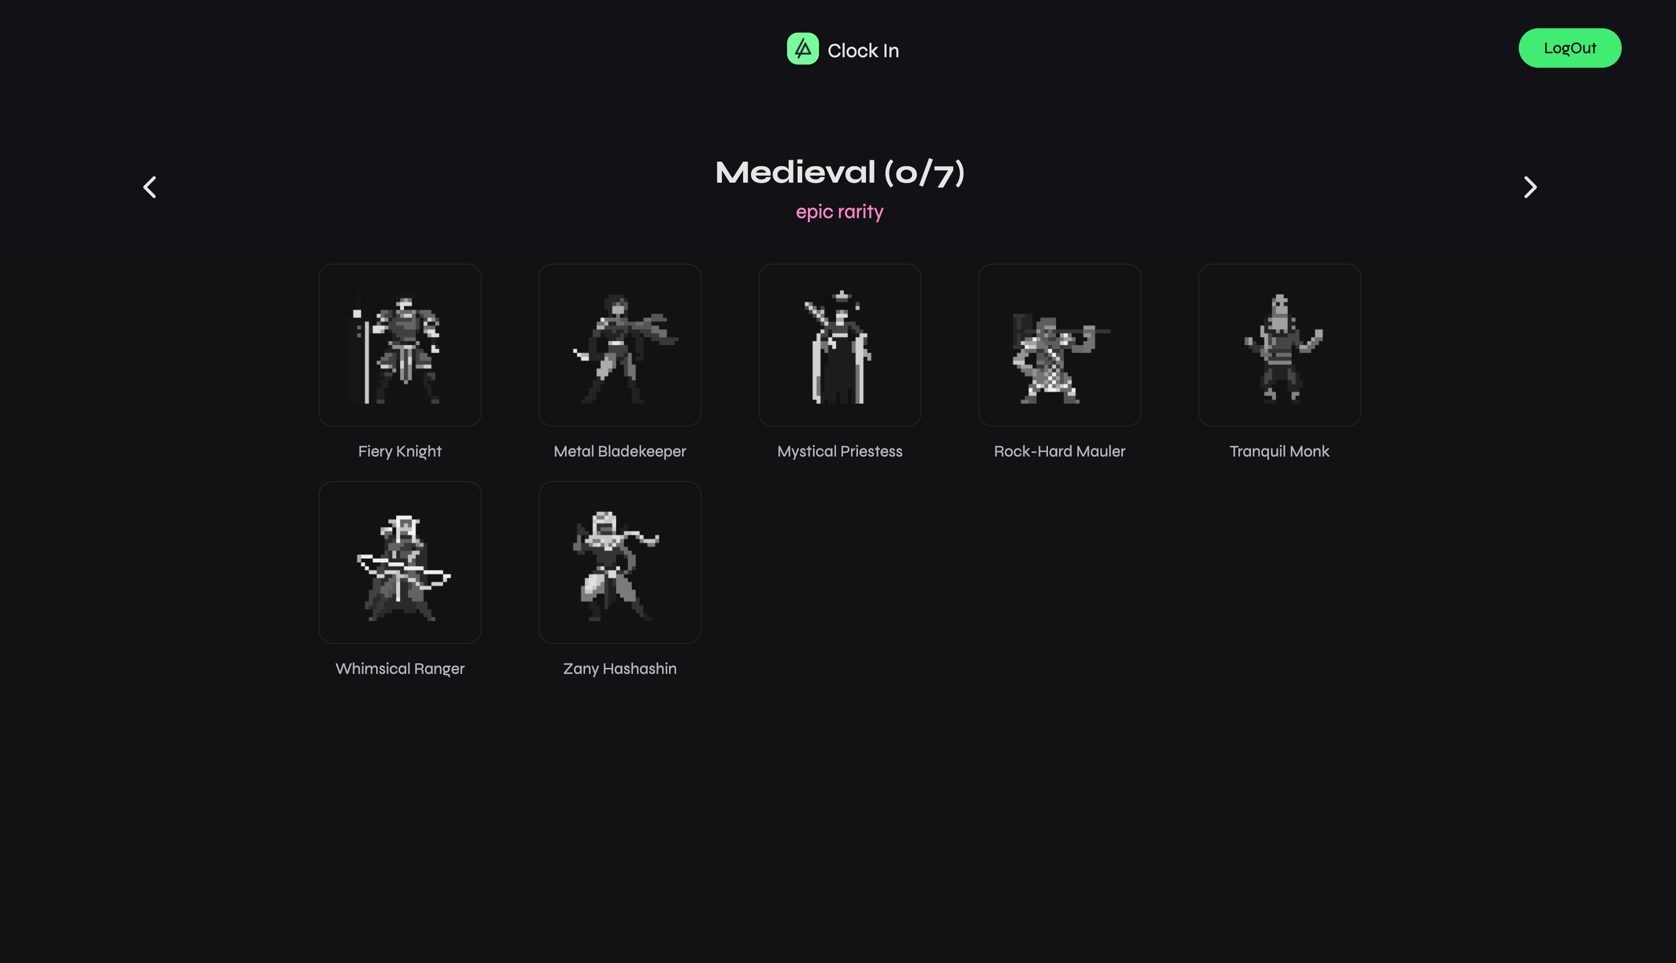 Clock In
LogOut
Medieval (0/7)
epic rarity
Fiery Knight
Metal Bladekeeper
Mystical Priestess
Rock-Hard Mauler
Tranquil Monk
Whimsical Ranger
Zany Hashashin